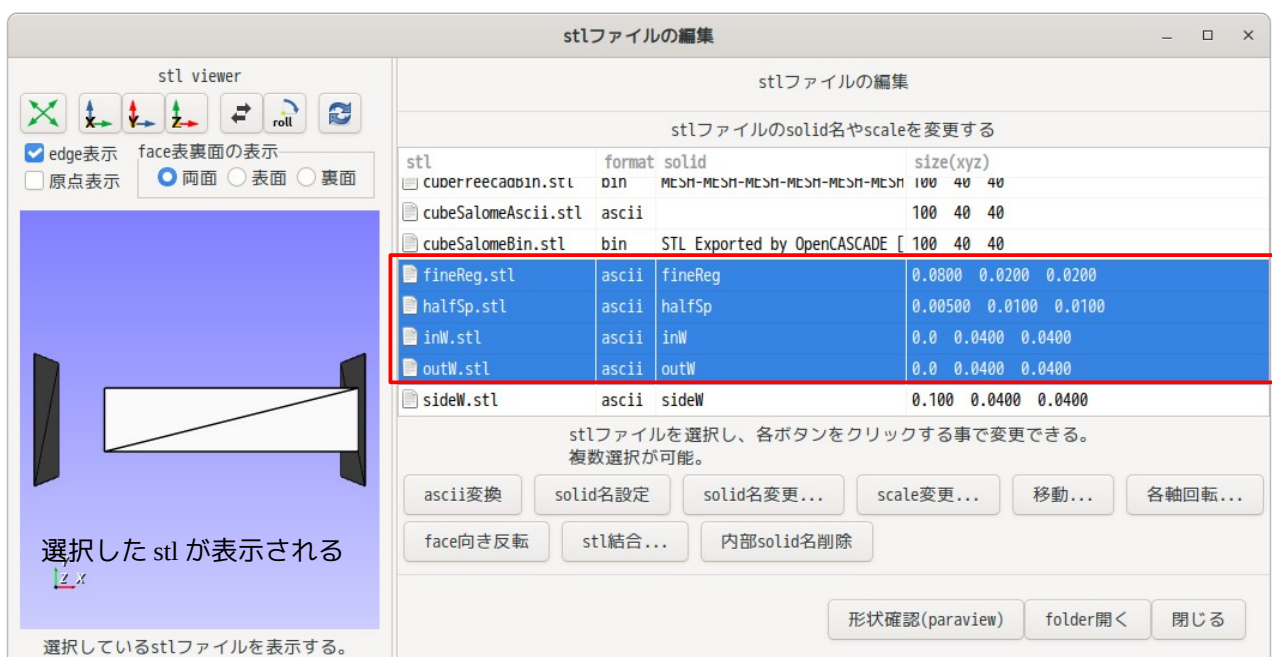 stlファイルの編集
stl viewer
X
Y
Z
roll
edge表示
原点表示
face表裏面の表示
両面 表面 裏面
選択した stl が表示される
Z X
選択しているstlファイルを表示する。
stlファイルの編集
stlファイルのsolid名やscaleを変更する
stl format solid size(xyz)
cubeFreecadBin.stl bin MESH-MESH-MESH-MESH-MESH-MESH 100 40 40
cubeSalomeAscii.stl ascii 100 40 40
cubeSalomeBin.stl bin STL Exported by OpenCASCADE [ 100 40 40
fineReg.stl ascii fineReg 0.0800 0.0200 0.0200
halfSp.stl ascii halfSp 0.00500 0.0100 0.0100
inW.stl ascii inW 0.0 0.0400 0.0400
outW.stl ascii outW 0.0 0.0400 0.0400
sideW.stl ascii sideW 0.100 0.0400 0.0400
stlファイルを選択し、各ボタンをクリックする事で変更できる。
複数選択が可能。
ascii変換 solid名設定 solid名変更... scale変更... 移動... 各軸回転...
face向き反転 stl結合... 内部solid名削除
形状確認(paraview) folder開く 閉じる